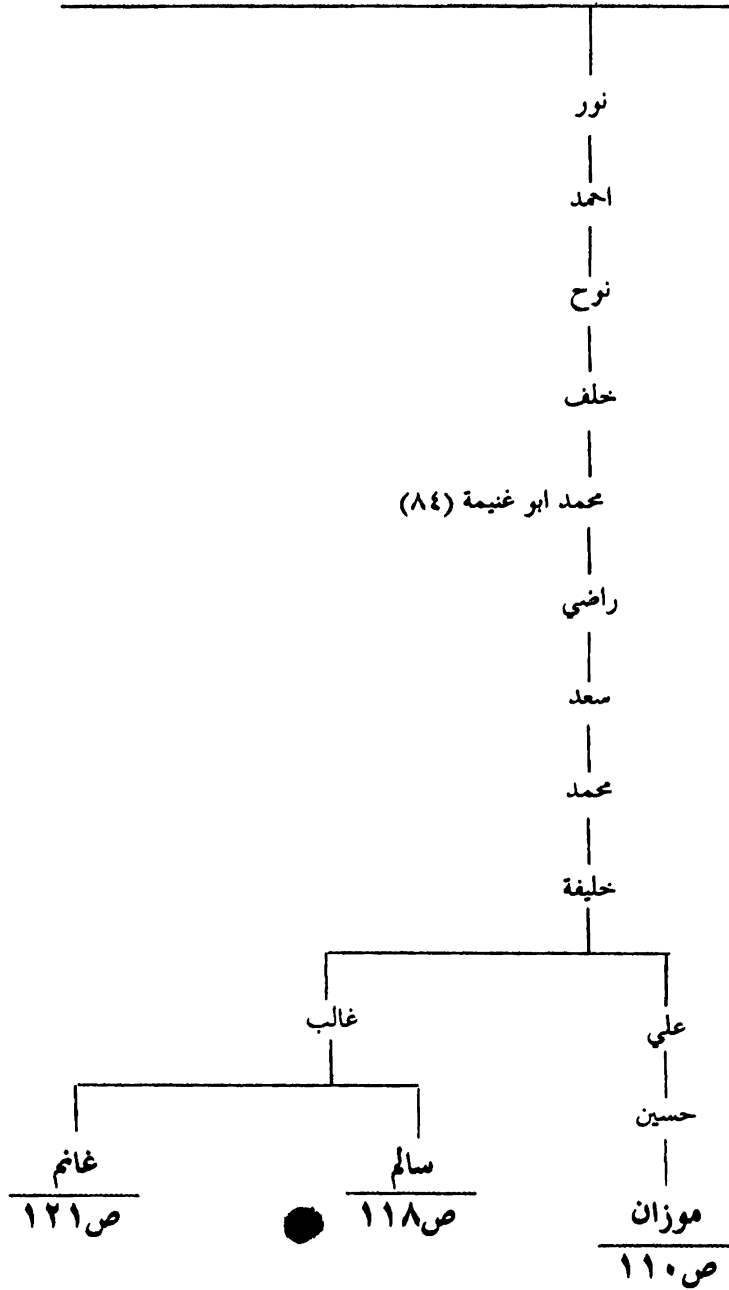 نور
احمد
نوح
خلف
محمد ابو غنيمة (٨٤)
راضي
سعد
محمد
خليفة
علي غالب
حسين
سالم غانم
ص١١٨ ص١٢١
موزان
ص١١٠